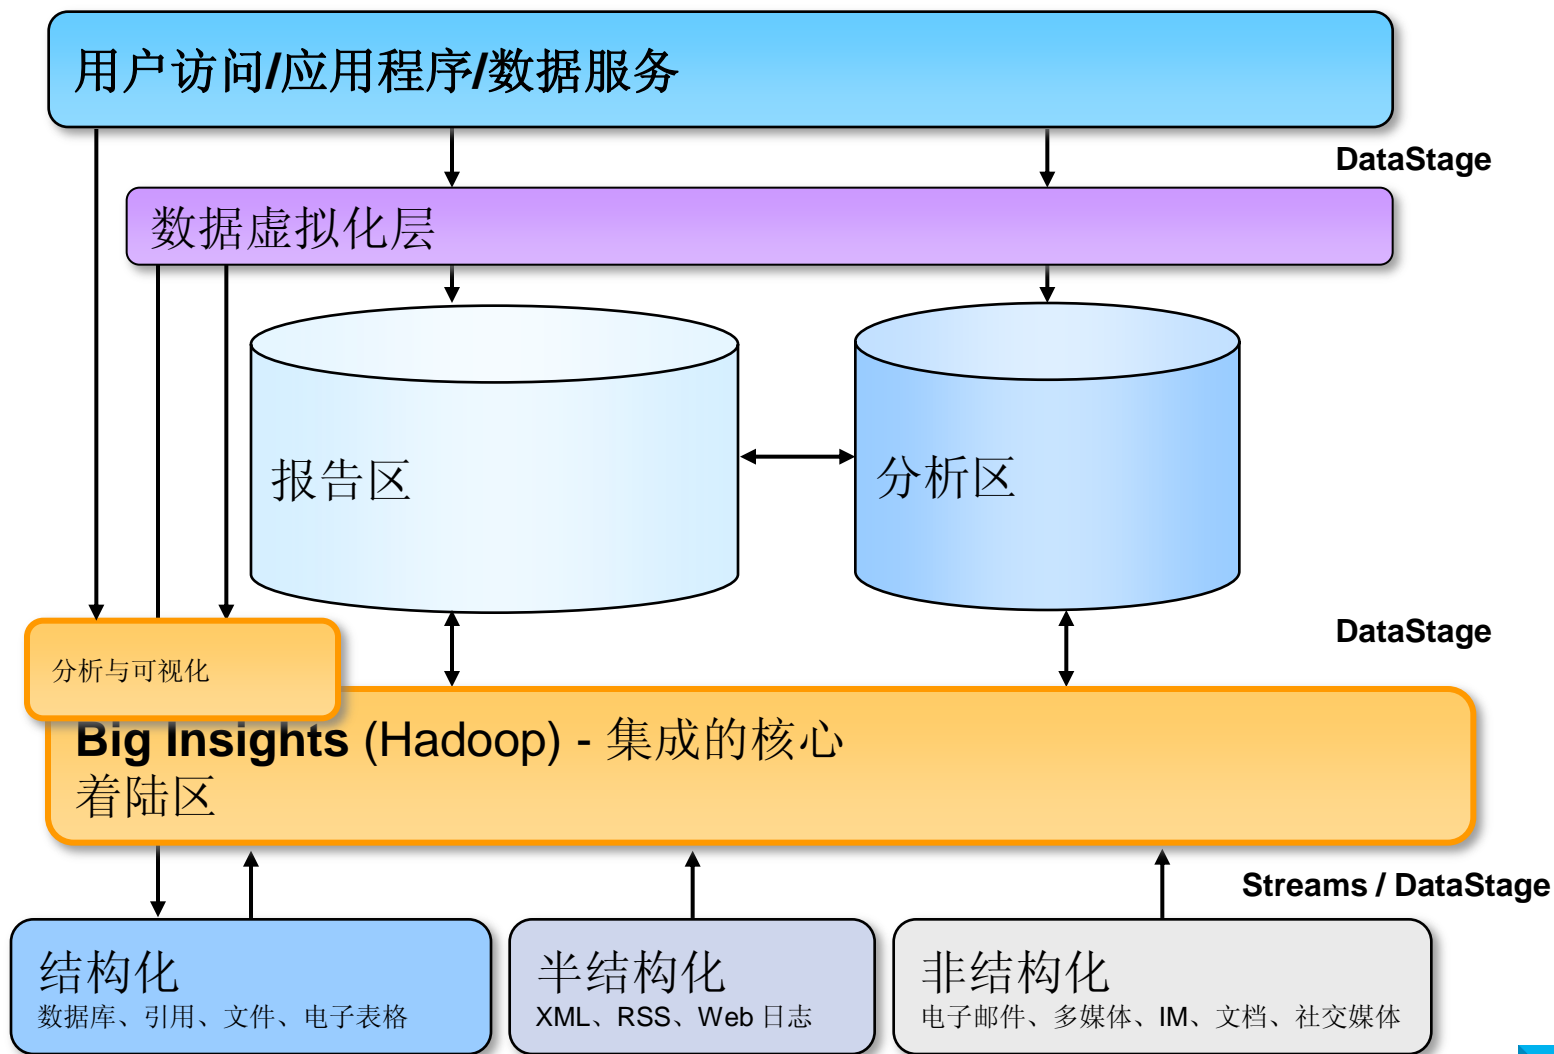 用户访问/应用程序/数据服务
DataStage
数据虚拟化层
报告区
分析区
DataStage
分析与可视化
Big Insights (Hadoop) - 集成的核心
着陆区
Streams / DataStage
结构化
数据库、引用、文件、电子表格
半结构化
XML、RSS、Web 日志
非结构化
电子邮件、多媒体、IM、文档、社交媒体